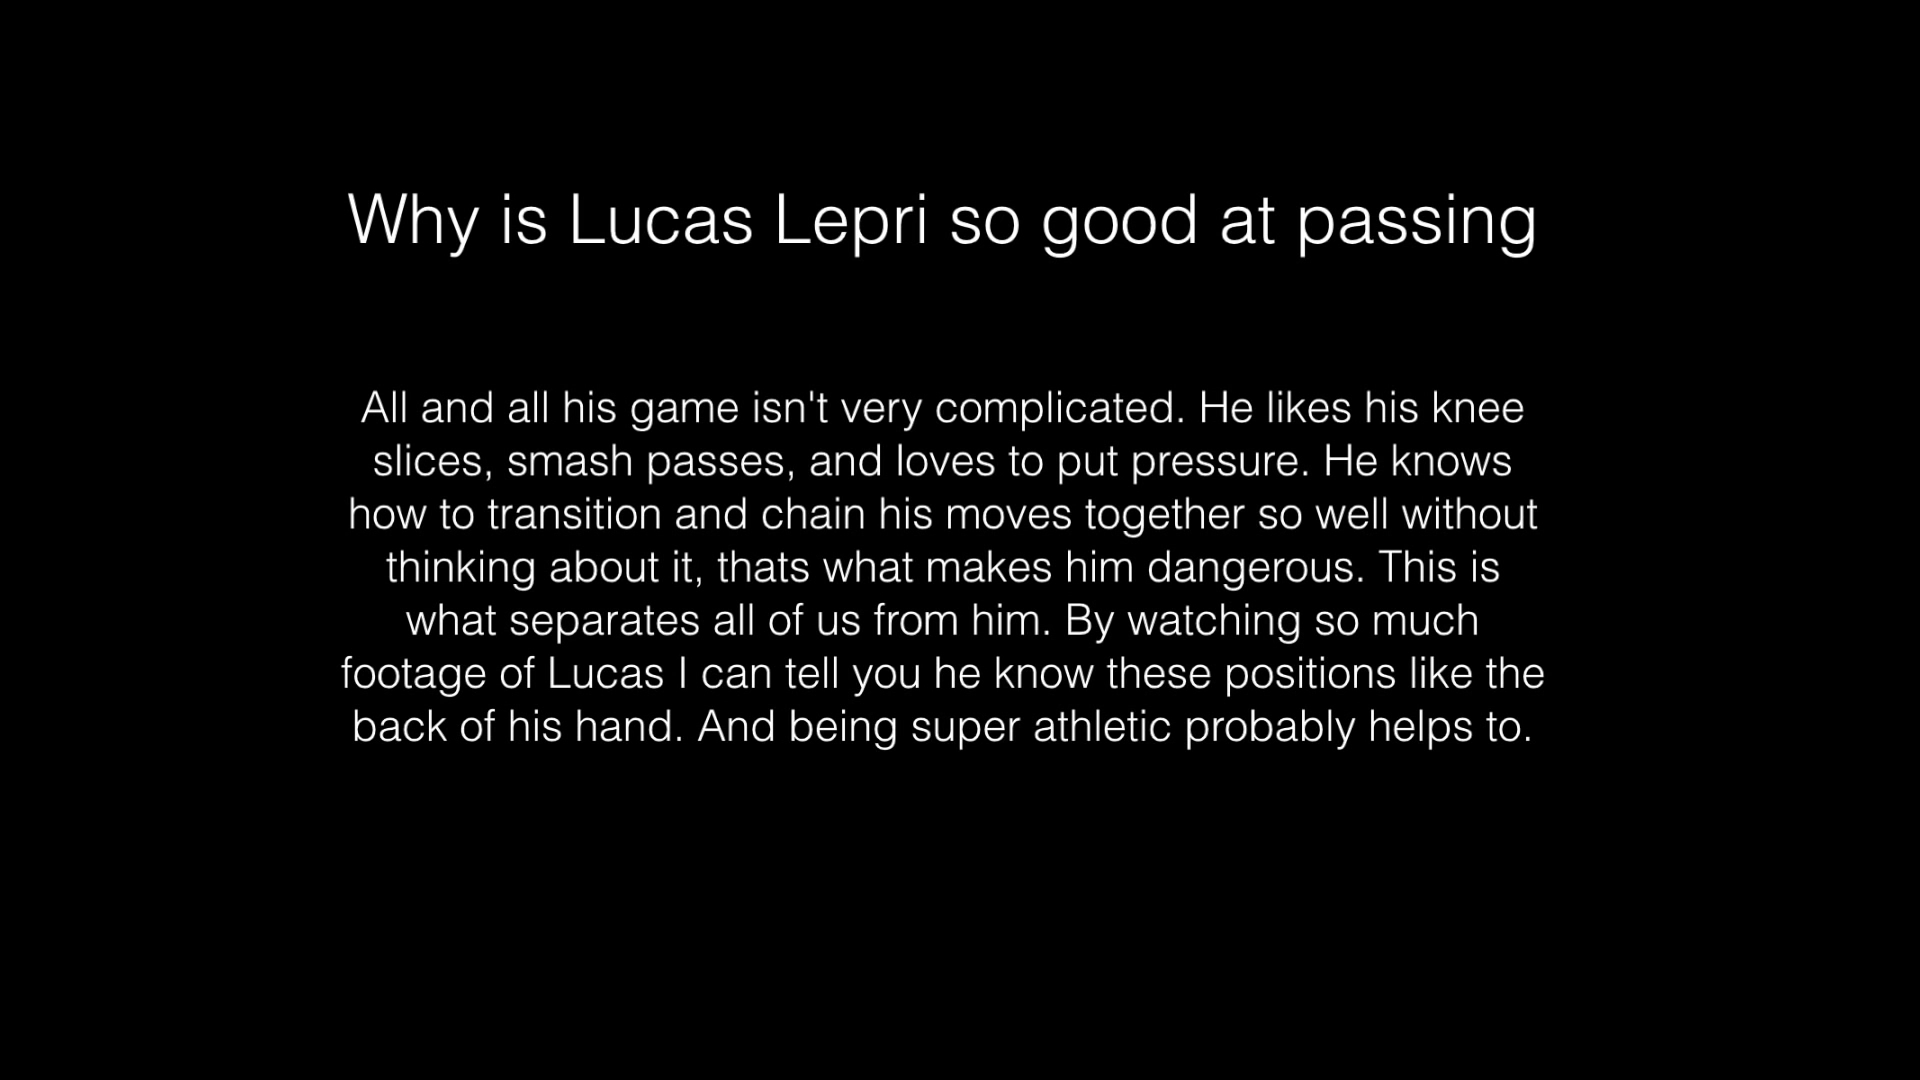 Why is Lucas Lepri so good at passing
All and all his game isn't very complicated. He likes his knee
slices, smash passes, and loves to put pressure. He knows
how to transition and chain his moves together so well without
thinking about it, thats what makes him dangerous. This is
what separates all of us from him. By watching so much
footage of Lucas I can tell you he know these positions like the
back of his hand. And being super athletic probably helps to.